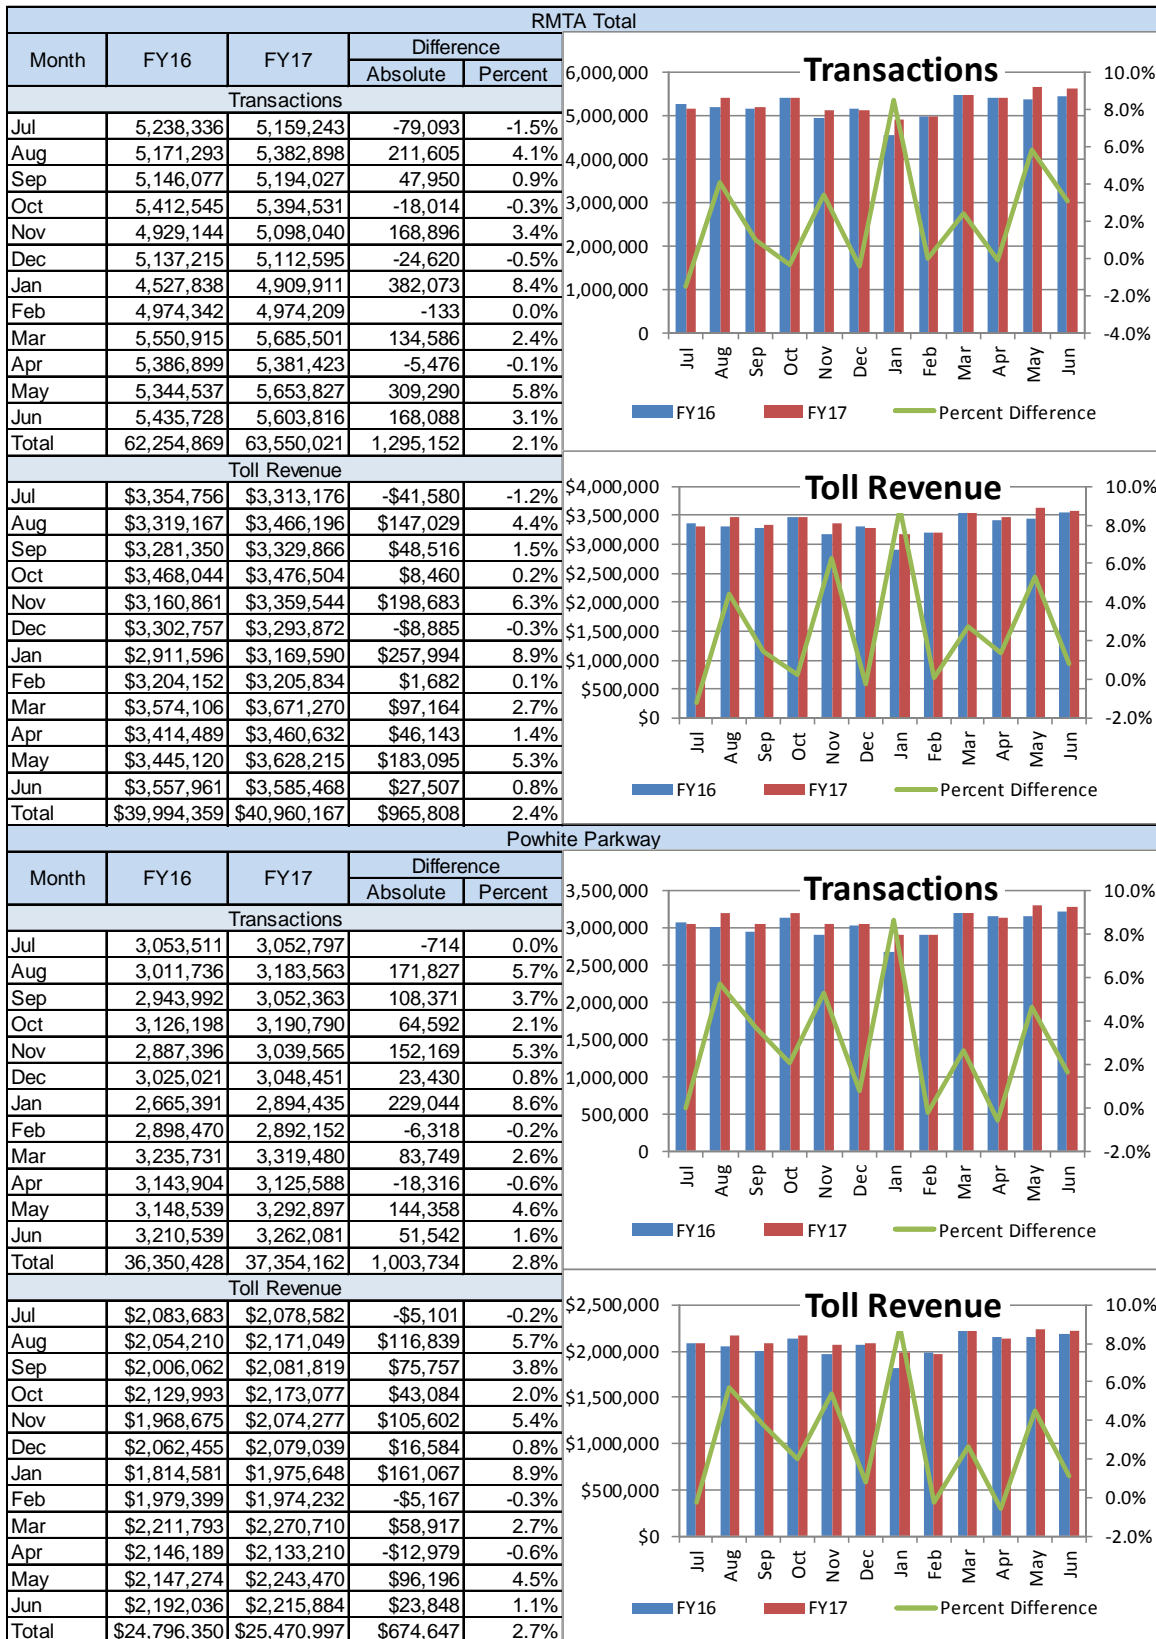 RMTA Total
Month FY16 FY17 Difference
Absolute Percent
Transactions
Jul 5,238,336 5,159,243 -79,093 -1.5%
Aug 5,171,293 5,382,898 211,605 4.1%
Sep 5,146,077 5,194,027 47,950 0.9%
Oct 5,412,545 5,394,531 -18,014 -0.3%
Nov 4,929,144 5,098,040 168,896 3.4%
Dec 5,137,215 5,112,595 -24,620 -0.5%
Jan 4,527,838 4,909,911 382,073 8.4%
Feb 4,974,342 4,974,209 -133 0.0%
Mar 5,550,915 5,685,501 134,586 2.4%
Apr 5,386,899 5,381,423 -5,476 -0.1%
May 5,344,537 5,653,827 309,290 5.8%
Jun 5,435,728 5,603,816 168,088 3.1%
Total 62,254,869 63,550,021 1,295,152 2.1%
Transactions
6,000,000
5,000,000
4,000,000
3,000,000
2,000,000
1,000,000
0
10.0%
8.0%
6.0%
4.0%
2.0%
0.0%
-2.0%
-4.0%
Jul Aug Sep Oct Nov Dec Jan Feb Mar Apr May Jun
FY16 FY17 Percent Difference
Toll Revenue
Jul $3,354,756 $3,313,176 -$41,580 -1.2%
Aug $3,319,167 $3,466,196 $147,029 4.4%
Sep $3,281,350 $3,329,866 $48,516 1.5%
Oct $3,468,044 $3,476,504 $8,460 0.2%
Nov $3,160,861 $3,359,544 $198,683 6.3%
Dec $3,302,757 $3,293,872 -$8,885 -0.3%
Jan $2,911,596 $3,169,590 $257,994 8.9%
Feb $3,204,152 $3,205,834 $1,682 0.1%
Mar $3,574,106 $3,671,270 $97,164 2.7%
Apr $3,414,489 $3,460,632 $46,143 1.4%
May $3,445,120 $3,628,215 $183,095 5.3%
Jun $3,557,961 $3,585,468 $27,507 0.8%
Total $39,994,359 $40,960,167 $965,808 2.4%
Toll Revenue
$4,000,000
$3,500,000
$3,000,000
$2,500,000
$2,000,000
$1,500,000
$1,000,000
$500,000
$0
10.0%
8.0%
6.0%
4.0%
2.0%
0.0%
-2.0%
Jul Aug Sep Oct Nov Dec Jan Feb Mar Apr May Jun
FY16 FY17 Percent Difference
Powhite Parkway
Month FY16 FY17 Difference
Absolute Percent
Transactions
Jul 3,053,511 3,052,797 -714 0.0%
Aug 3,011,736 3,183,563 171,827 5.7%
Sep 2,943,992 3,052,363 108,371 3.7%
Oct 3,126,198 3,190,790 64,592 2.1%
Nov 2,887,396 3,039,565 152,169 5.3%
Dec 3,025,021 3,048,451 23,430 0.8%
Jan 2,665,391 2,894,435 229,044 8.6%
Feb 2,898,470 2,892,152 -6,318 -0.2%
Mar 3,235,731 3,319,480 83,749 2.6%
Apr 3,143,904 3,125,588 -18,316 -0.6%
May 3,148,539 3,292,897 144,358 4.6%
Jun 3,210,539 3,262,081 51,542 1.6%
Total 36,350,428 37,354,162 1,003,734 2.8%
Transactions
3,500,000
3,000,000
2,500,000
2,000,000
1,500,000
1,000,000
500,000
0
10.0%
8.0%
6.0%
4.0%
2.0%
0.0%
-2.0%
Jul Aug Sep Oct Nov Dec Jan Feb Mar Apr May Jun
FY16 FY17 Percent Difference
Toll Revenue
Jul $2,083,683 $2,078,582 -$5,101 -0.2%
Aug $2,054,210 $2,171,049 $116,839 5.7%
Sep $2,006,062 $2,081,819 $75,757 3.8%
Oct $2,129,993 $2,173,077 $43,084 2.0%
Nov $1,968,675 $2,074,277 $105,602 5.4%
Dec $2,062,455 $2,079,039 $16,584 0.8%
Jan $1,814,581 $1,975,648 $161,067 8.9%
Feb $1,979,399 $1,974,232 -$5,167 -0.3%
Mar $2,211,793 $2,270,710 $58,917 2.7%
Apr $2,146,189 $2,133,210 -$12,979 -0.6%
May $2,147,274 $2,243,470 $96,196 4.5%
Jun $2,192,036 $2,215,884 $23,848 1.1%
Total $24,796,350 $25,470,997 $674,647 2.7%
Toll Revenue
$2,500,000
$2,000,000
$1,500,000
$1,000,000
$500,000
$0
10.0%
8.0%
6.0%
4.0%
2.0%
0.0%
-2.0%
Jul Aug Sep Oct Nov Dec Jan Feb Mar Apr May Jun
FY16 FY17 Percent Difference